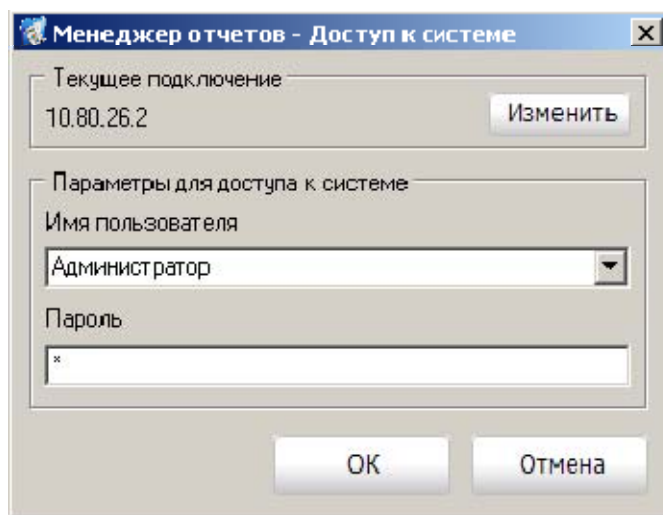 Менеджер отчетов - Доступ к системе
Текущее подключение
10.80.26.2
Изменить
Параметры для доступа к системе
Имя пользователя
Администратор
Пароль
*
ОК
Отмена